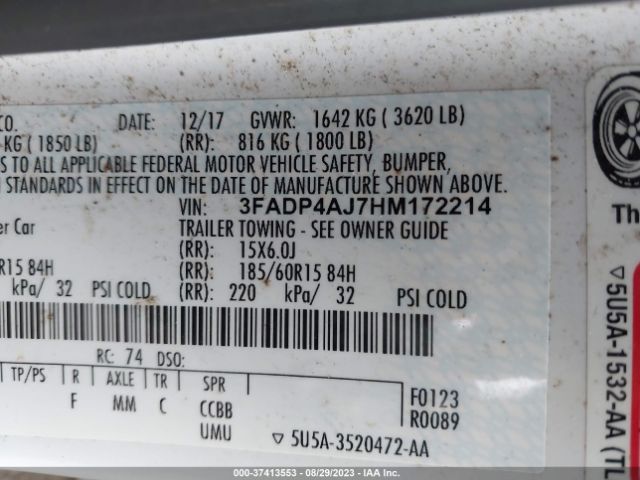 CO. DATE: 12/17 GVWR: 1642 KG ( 3620 LB)
KG ( 1850 LB) (RR): 816 KG ( 1800 LB)
S TO ALL APPLICABLE FEDERAL MOTOR VEHICLE SAFETY, BUMPER,
STANDARDS IN EFFECT ON THE DATE OF MANUFACTURE SHOWN ABOVE.
VIN: 3FADP4AJ7HM172214
er Car TRAILER TOWING - SEE OWNER GUIDE
(RR): 15X6.0J
R15 84H (RR): 185/60R15 84H
kPa/ 32 PSI COLD (RR): 220 kPa/ 32 PSI COLD
RC: 74 DSO:
TP/PS R AXLE TR SPR
F MM C CCBB
UMU
F0123
R0089
▽ 5U5A-3520472-AA
Th
▽ 5U5A-1532-AA (TL
000-37413553 - 08/29/2023 - IAA, Inc.